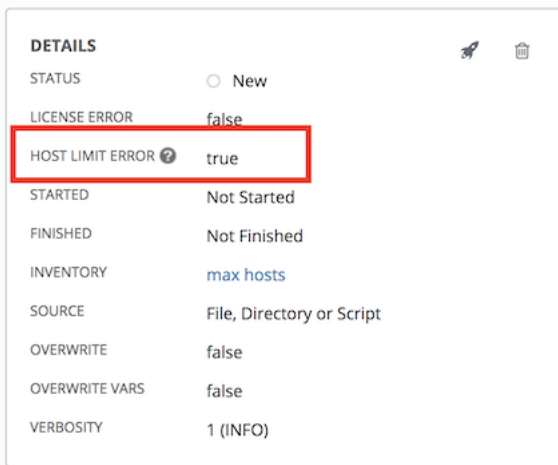 DETAILS
STATUS New
LICENSE ERROR false
HOST LIMIT ERROR ? true
STARTED Not Started
FINISHED Not Finished
INVENTORY max hosts
SOURCE File, Directory or Script
OVERWRITE false
OVERWRITE VARS false
VERBOSITY 1 (INFO)